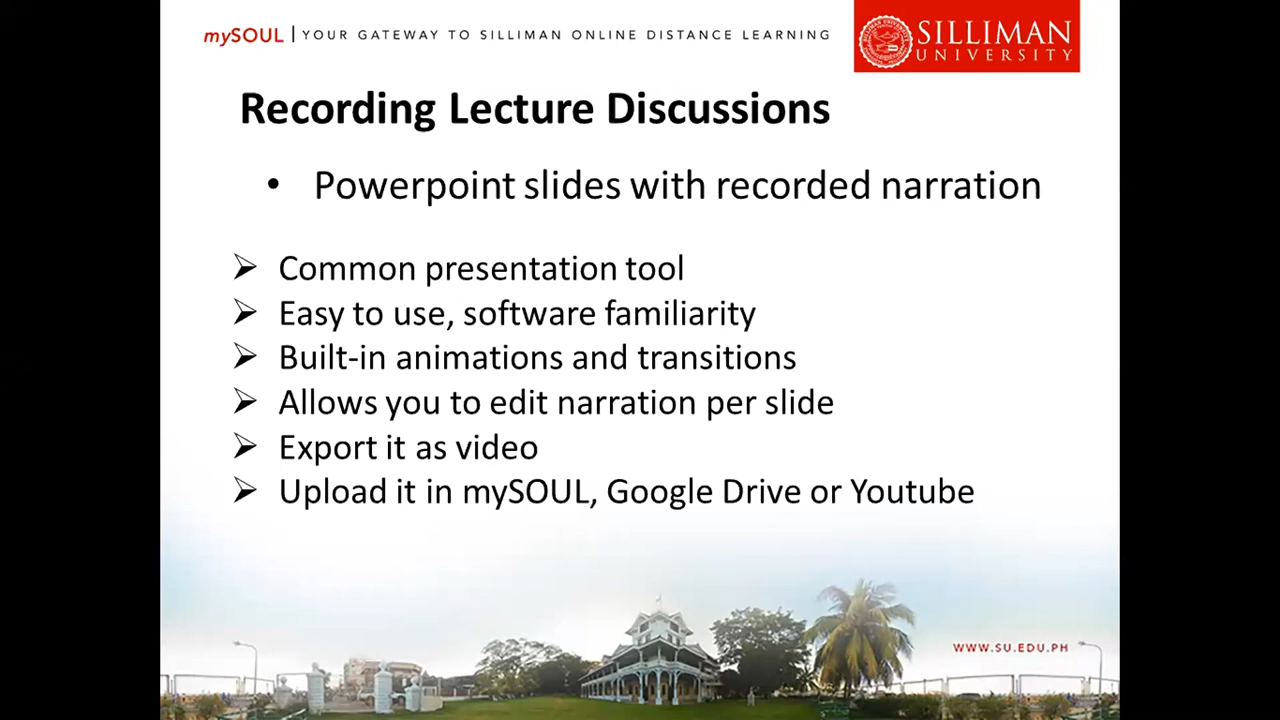 mySOUL | YOUR GATEWAY TO SILLIMAN ONLINE DISTANCE LEARNING
SILLIMAN
UNIVERSITY
Recording Lecture Discussions
• Powerpoint slides with recorded narration
➢ Common presentation tool
➢ Easy to use, software familiarity
➢ Built-in animations and transitions
➢ Allows you to edit narration per slide
➢ Export it as video
➢ Upload it in mySOUL, Google Drive or Youtube
WWW.SU.EDU.PH